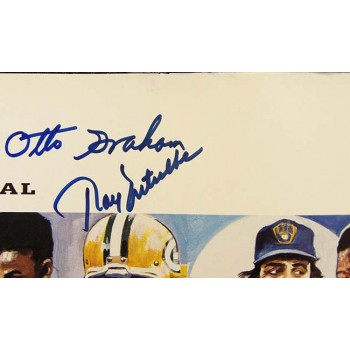 Otto Graham
AL
Ray Nitschke